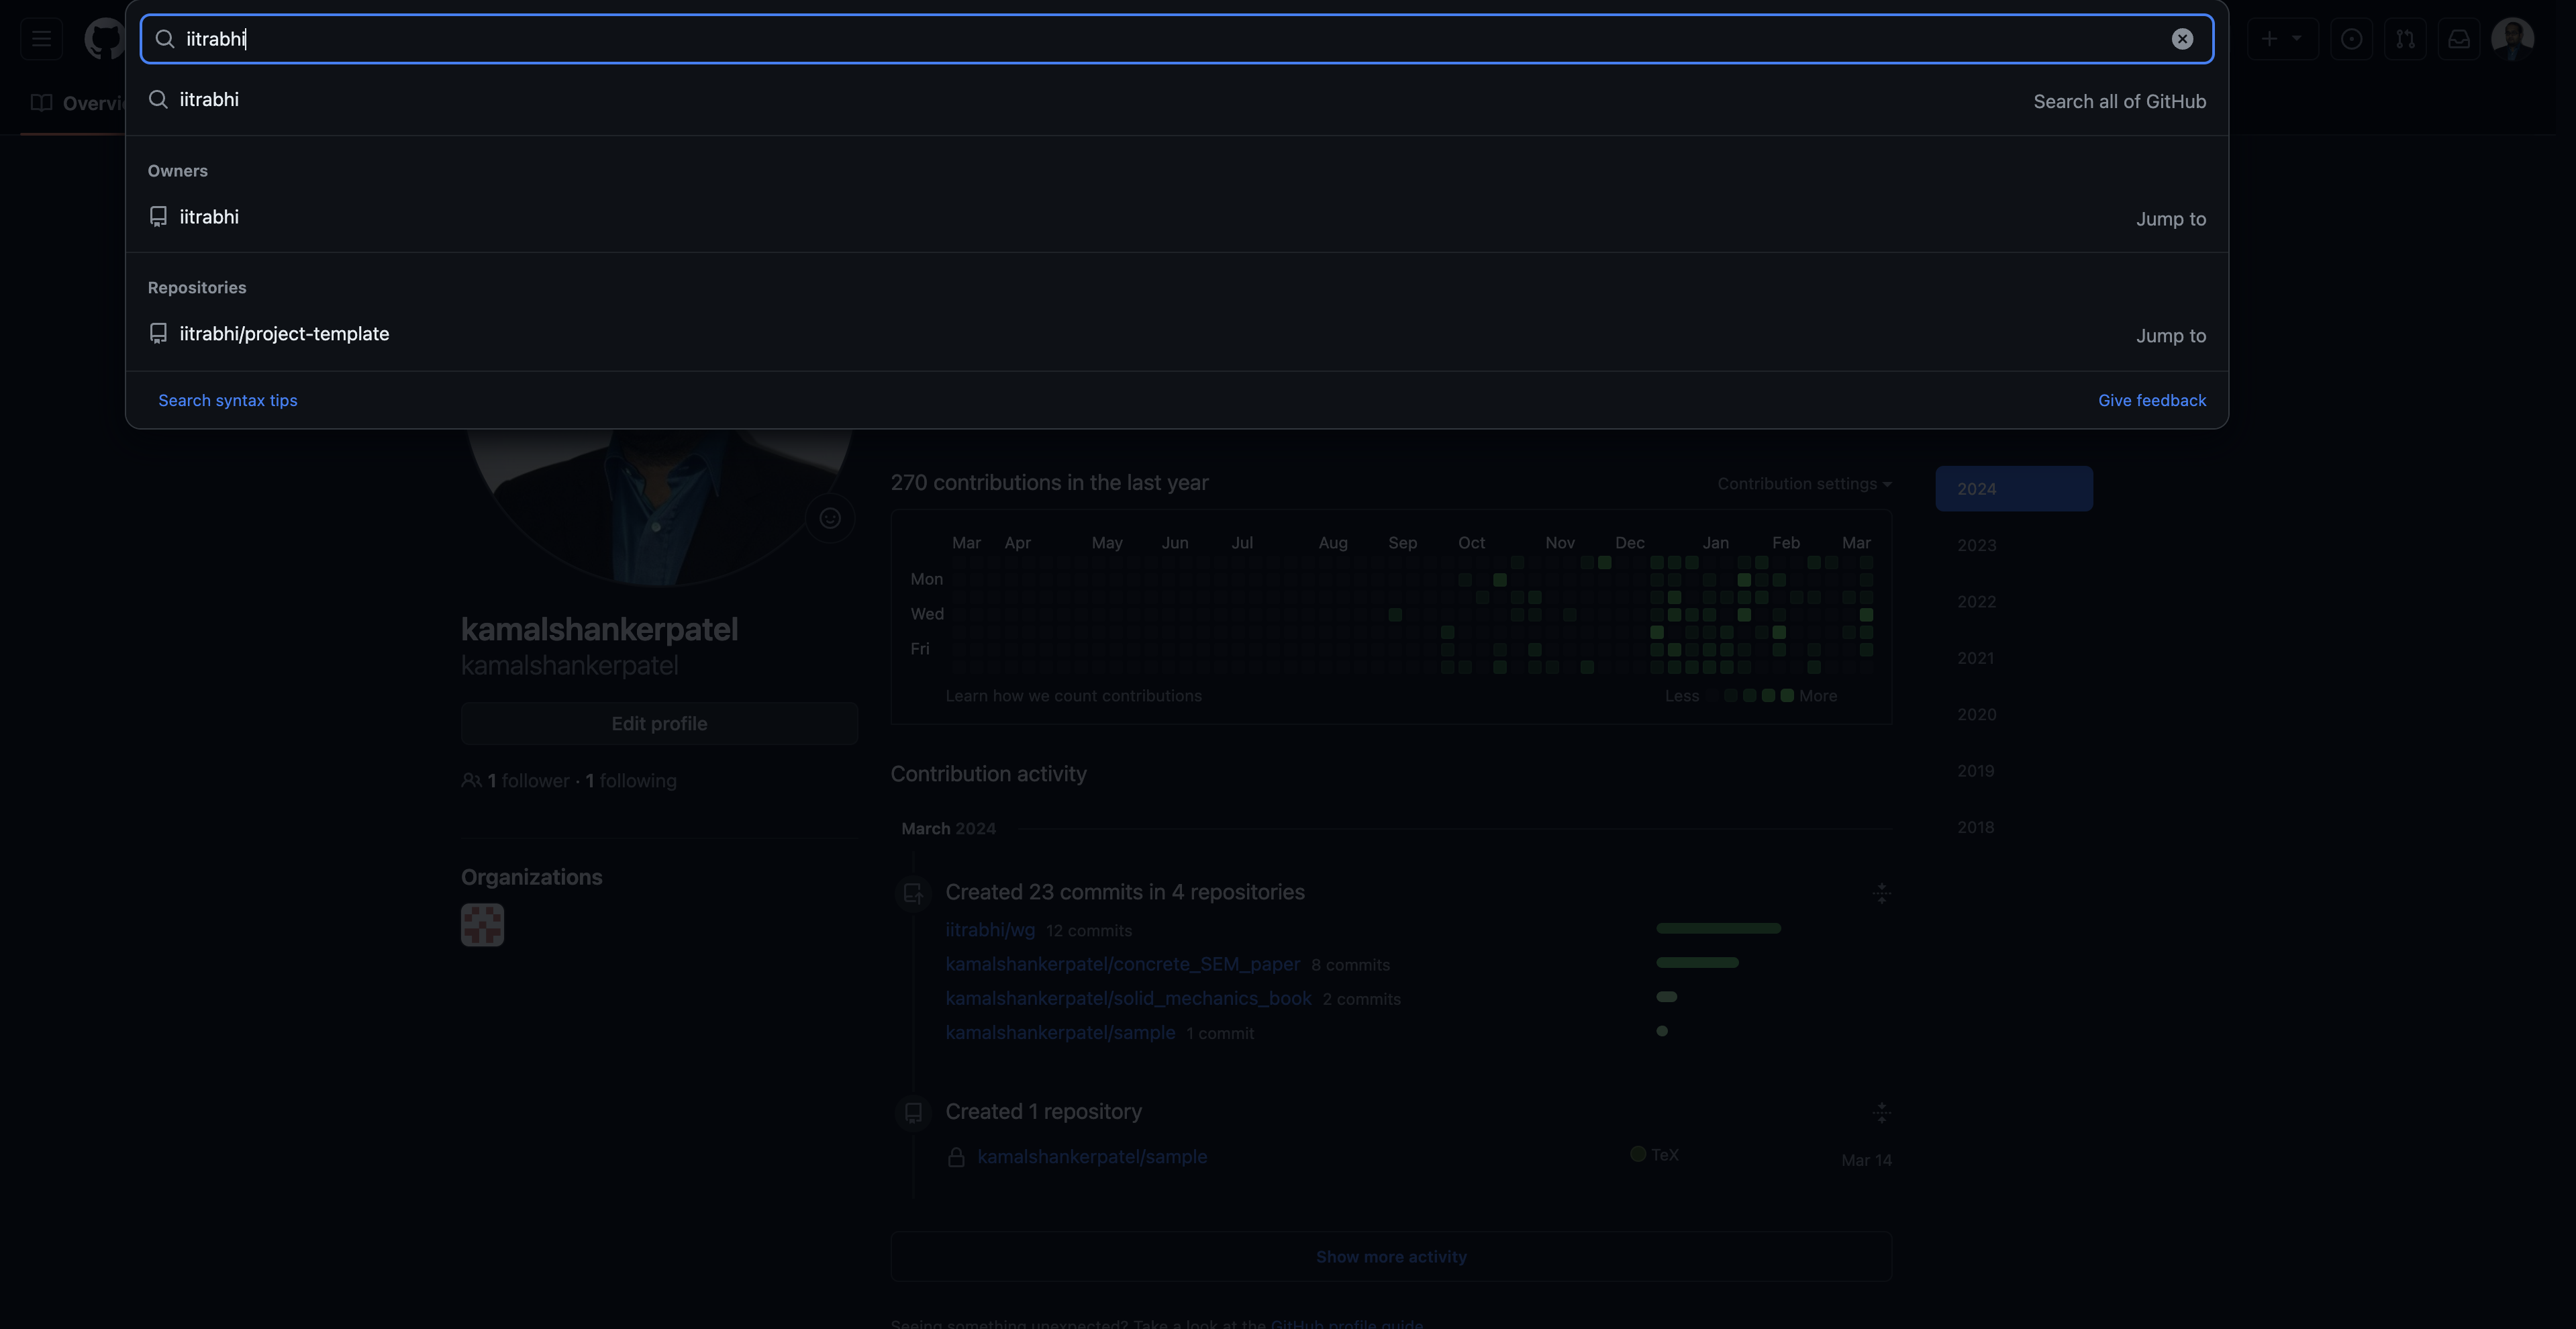 iitrabhi
iitrabhi Search all of GitHub
Overvi
Owners
iitrabhi Jump to
Repositories
iitrabhi/project-template Jump to
Search syntax tips Give feedback
270 contributions in the last year
Contribution settings
2024
2023
2022
2021
2020
2019
2018
Mar Apr May Jun Jul Aug Sep Oct Nov Dec Jan Feb Mar
Mon
Wed
Fri
Learn how we count contributions
Less More
kamalshankerpatel
kamalshankerpatel
Edit profile
1 follower · 1 following
Organizations
Contribution activity
March 2024
Created 23 commits in 4 repositories
iitrabhi/wg 12 commits
kamalshankerpatel/concrete_SEM_paper 8 commits
kamalshankerpatel/solid_mechanics_book 2 commits
kamalshankerpatel/sample 1 commit
Created 1 repository
kamalshankerpatel/sample TeX Mar 14
Show more activity
Seeing something unexpected? Take a look at the GitHub profile guide